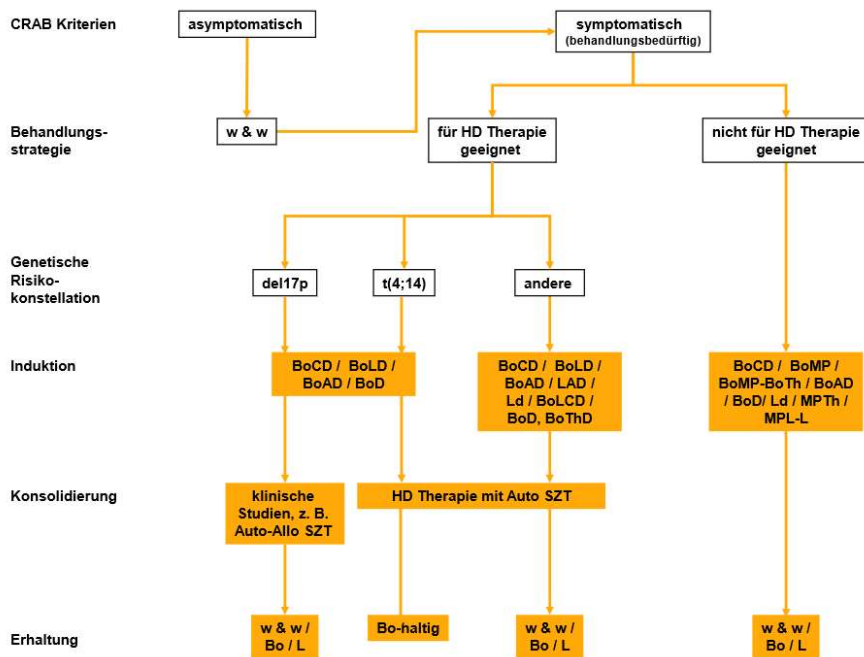 CRAB Kriterien
asymptomatisch
symptomatisch
(behandlungsbedürftig)
Behandlungs-
strategie
w & w
für HD Therapie
geeignet
nicht für HD Therapie
geeignet
Genetische
Risiko-
konstellation
del17p
t(4;14)
andere
Induktion
BoCD / BoLD /
BoAD / BoD
BoCD / BoLD /
BoAD / LAD /
Ld / BoLCD /
BoD, BoThD
BoCD / BoMP /
BoMP-BoTh / BoAD
/ BoD/ Ld / MPTh /
MPL-L
Konsolidierung
klinische
Studien, z. B.
Auto-Allo SZT
HD Therapie mit Auto SZT
Erhaltung
w & w /
Bo / L
Bo-haltig
w & w /
Bo / L
w & w /
Bo / L